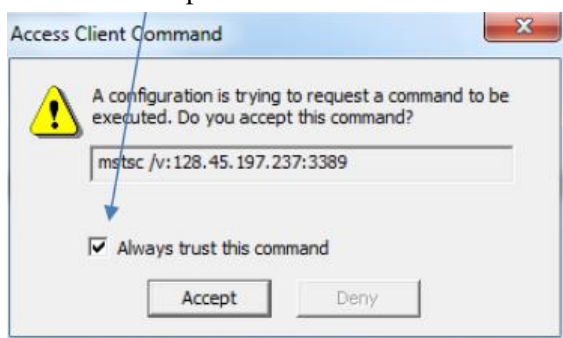 Access Client Command
A configuration is trying to request a command to be
executed. Do you accept this command?
mstsc /v:128.45.197.237:3389
Always trust this command
Accept
Deny